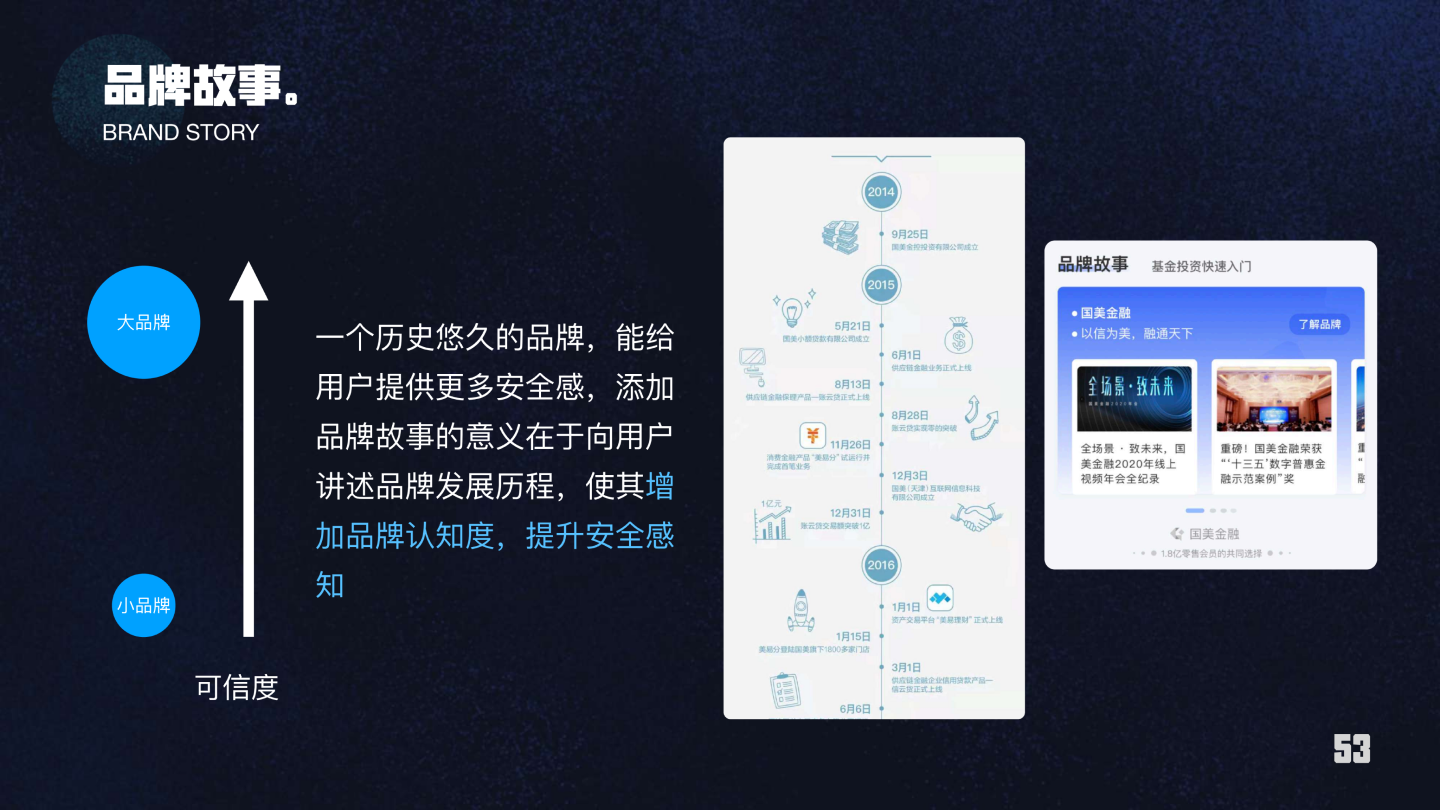 品牌故事。
BRAND STORY
大品牌
小品牌
可信度
一个历史悠久的品牌，能给
用户提供更多安全感，添加
品牌故事的意义在于向用户
讲述品牌发展历程，使其增
加品牌认知度，提升安全感
知
2014
9月25日
国美金控投资有限公司成立
2015
5月21日
国美小额贷款有限公司成立
6月1日
供应链金融业务正式上线
8月13日
供应链金融保理产品—账云贷正式上线
8月28日
账云贷实现零的突破
11月26日
消费金融产品“美易分”试运行并
完成首笔业务
12月3日
国美（天津）互联网信息科技
有限公司成立
1亿元
12月31日
账云贷交易额突破1亿
2016
1月1日
资产交易平台“美易理财”正式上线
1月15日
美易分登陆国美旗下1800多家门店
3月1日
供应链金融企业信用贷款产品—
信云贷正式上线
6月6日
品牌故事 基金投资快速入门
国美金融
以信为美，融通天下
了解品牌
全场景·致未来
全场景·致未来，国
美金融2020年线上
视频年会全纪录
重磅！国美金融荣获
“‘十三五’数字普惠金
融示范案例”奖
国美金融
1.8亿零售会员的共同选择
53